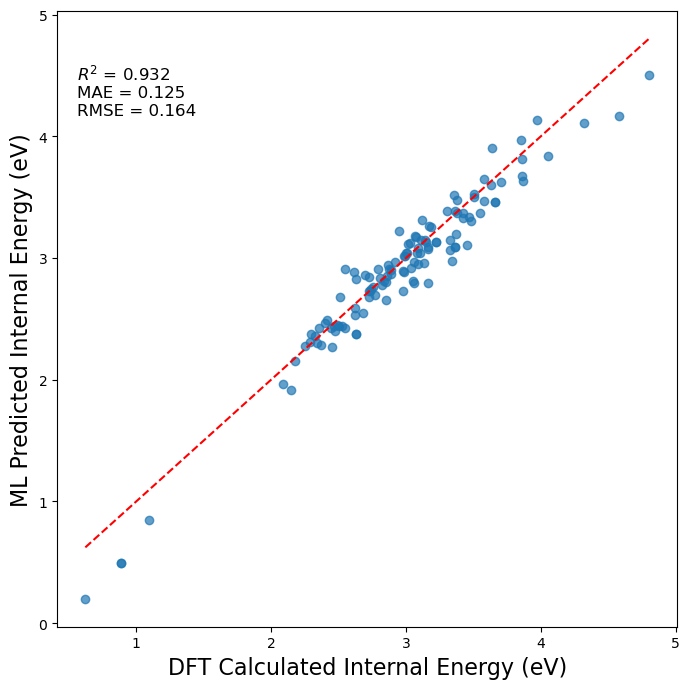 5
R² = 0.932
MAE = 0.125
RMSE = 0.164
4
3
2
1
0
ML Predicted Internal Energy (eV)
1 2 3 4 5
DFT Calculated Internal Energy (eV)